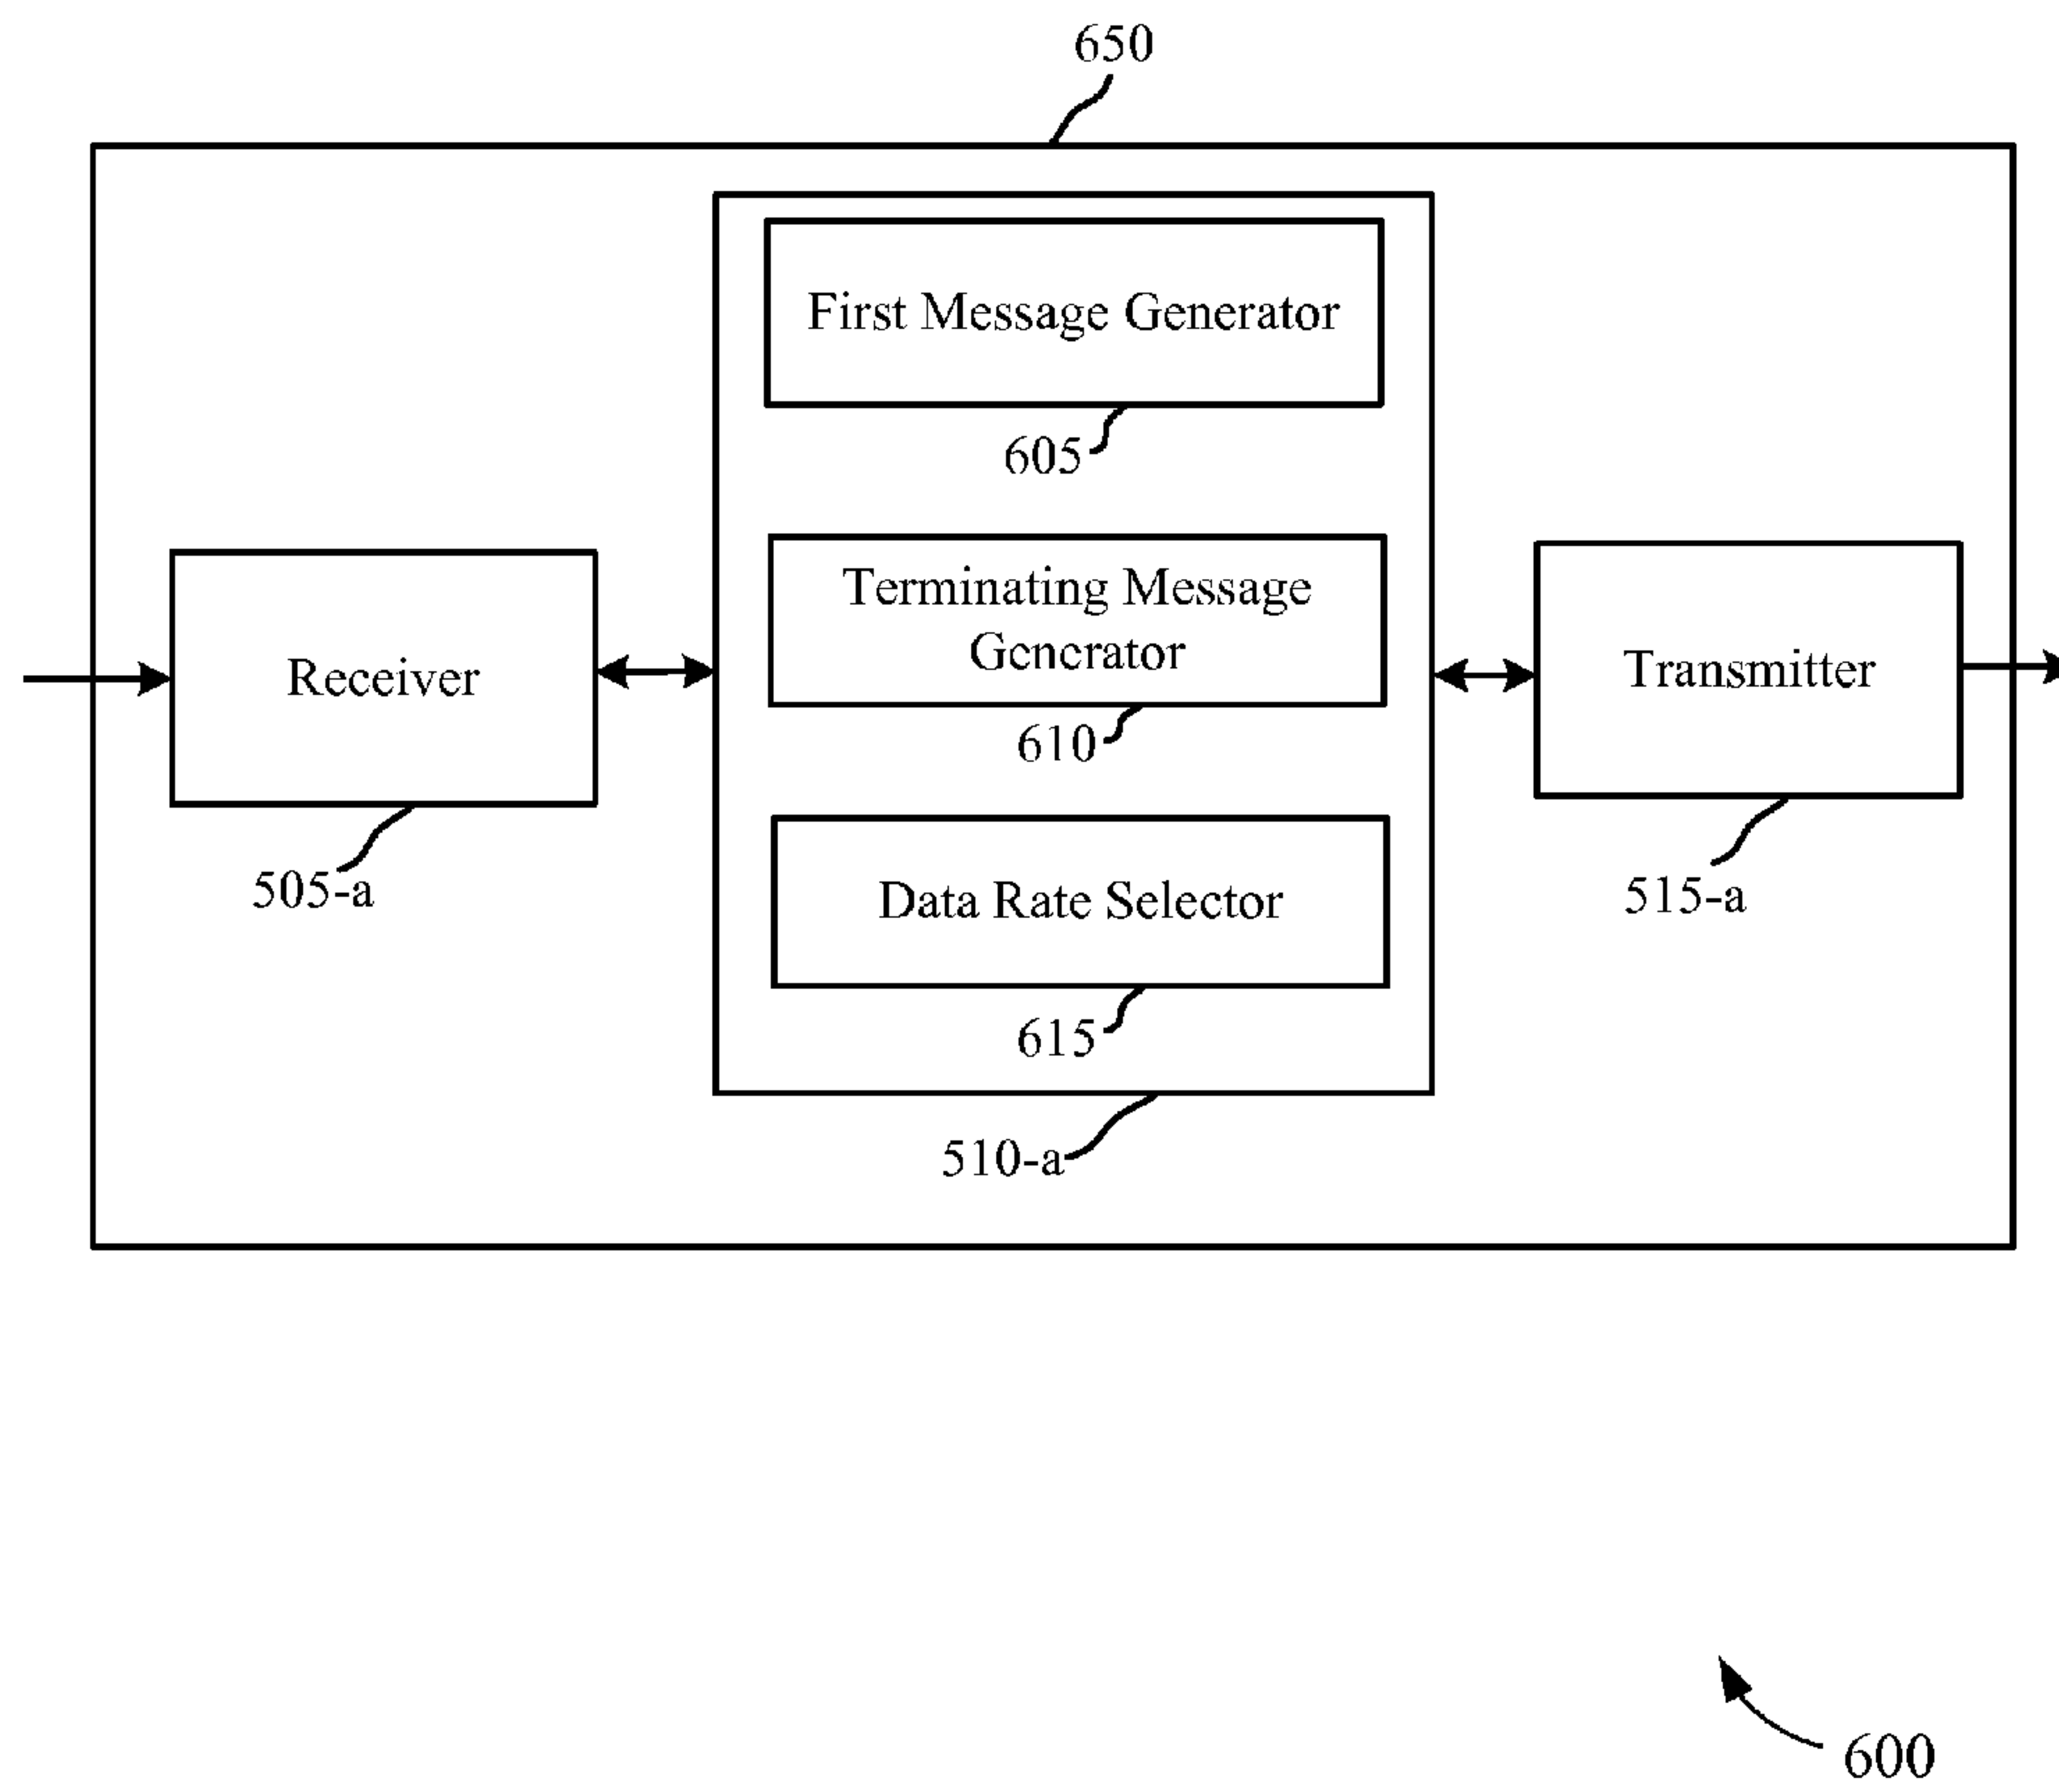 650
First Message Generator
605
Terminating Message
Generator
610
Receiver
Transmitter
Data Rate Selector
505-a
515-a
615
510-a
600